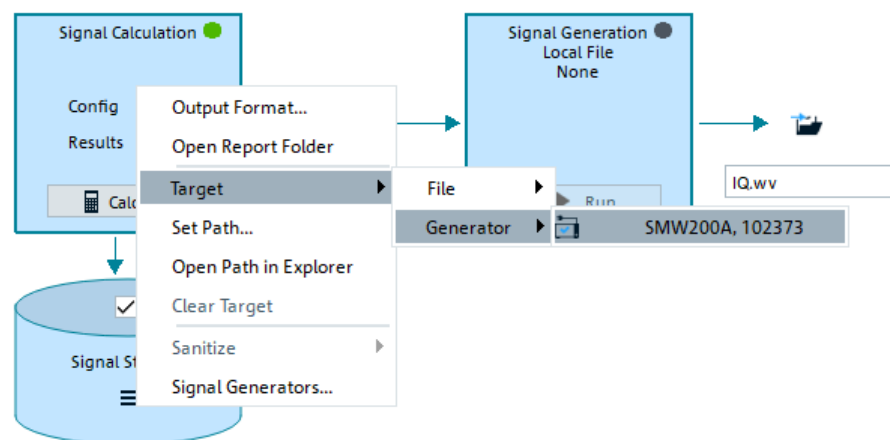 Signal Calculation
Config
Results
Signal Generation
Local File
None
Run
IQ.wv
Output Format...
Open Report Folder
Target
Set Path...
Open Path in Explorer
Clear Target
Sanitize
Signal Generators...
File
Generator
SMW200A, 102373